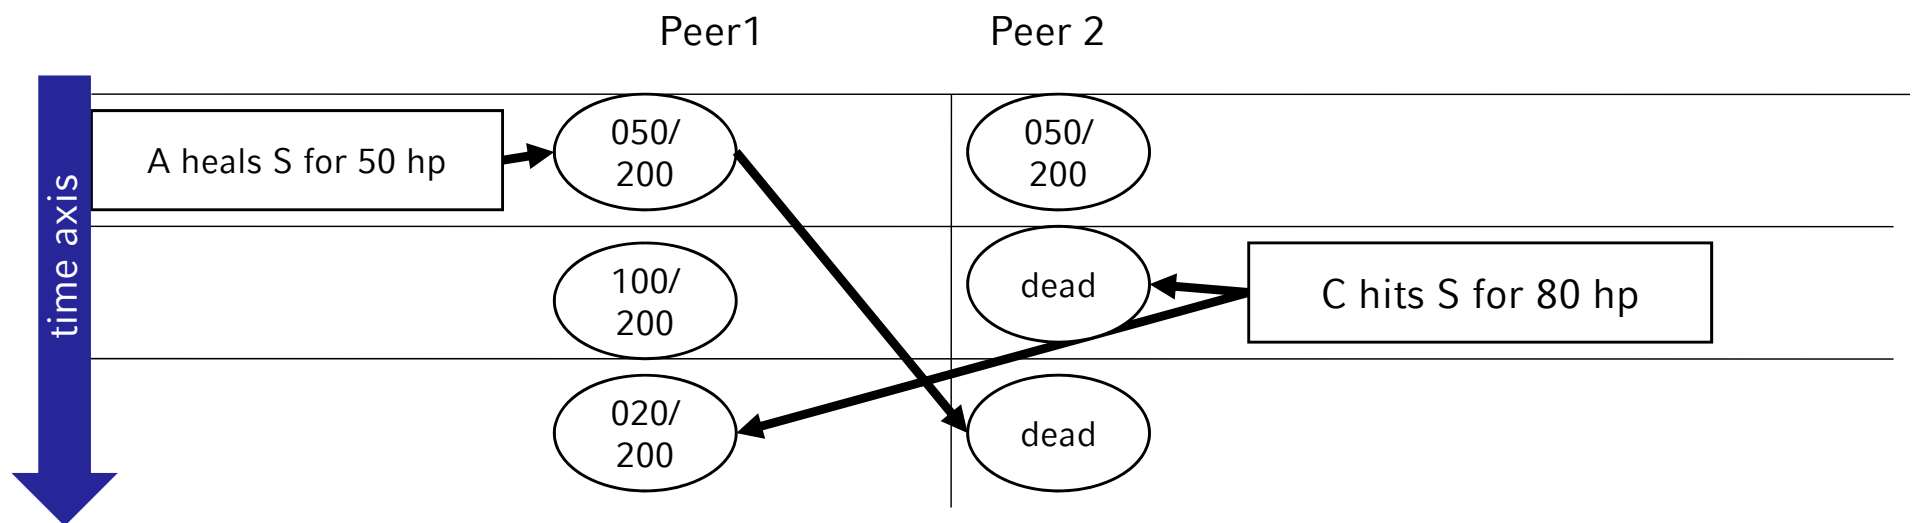 Peer1
Peer 2
time axis
A heals S for 50 hp
050/
200
050/
200
100/
200
dead
C hits S for 80 hp
020/
200
dead